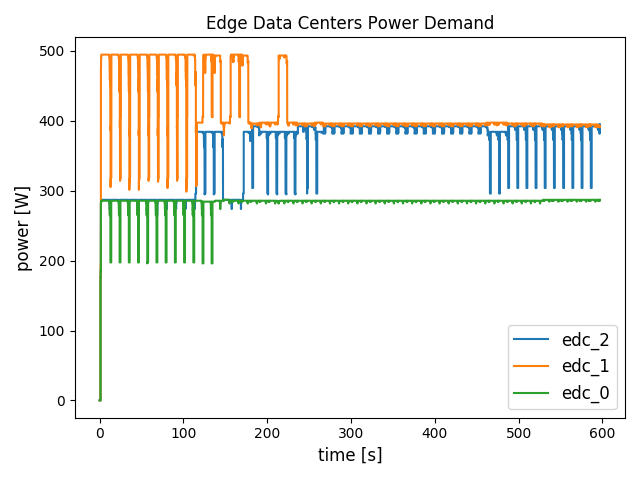 Edge Data Centers Power Demand
power [W]
500
400
300
200
100
0
edc_2
edc_1
edc_0
0 100 200 300 400 500 600
time [s]